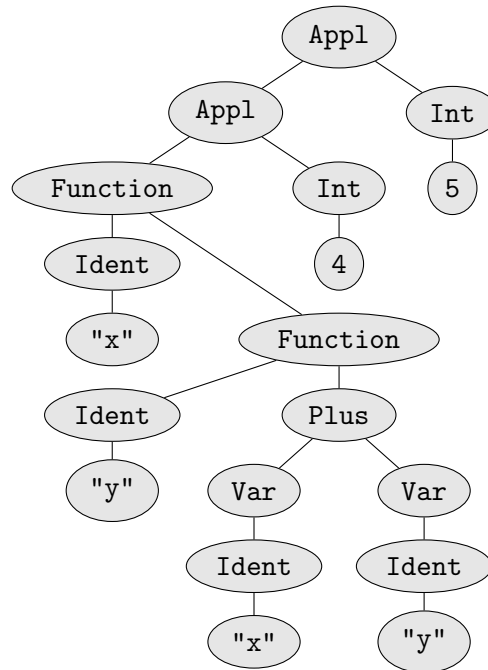 Appl
Appl Int
Function Int 5
Ident 4
"x" Function
Ident Plus
"y" Var Var
Ident Ident
"x" "y"